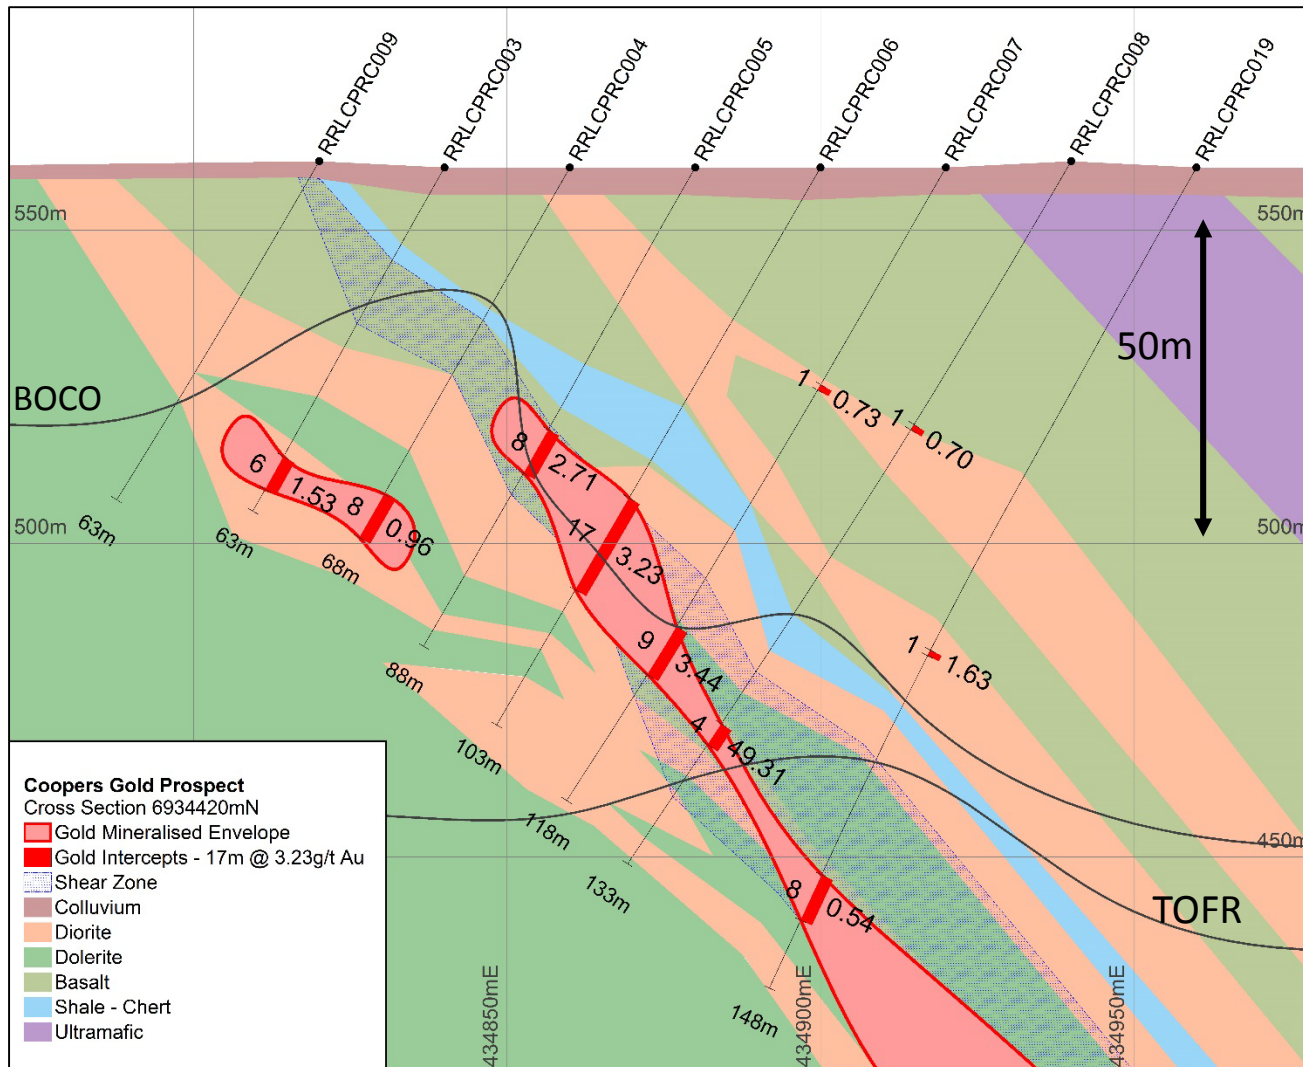 RRLCPRC009
RRLCPRC003
RRLCPRC004
RRLCPRC005
RRLCPRC006
RRLCPRC007
RRLCPRC008
RRLCPRC019
550m
550m
50m
BOCO
1 0.73
1 0.70
8 2.71
6 1.53
8 0.96
17 3.23
500m
500m
63m
63m
68m
88m
9 3.44
1 1.63
4 49.31
103m
118m
133m
148m
450m
8 0.54
TOFR
434850mE
434900mE
434950mE
Coopers Gold Prospect
Cross Section 6934420mN
Gold Mineralised Envelope
Gold Intercepts - 17m @ 3.23g/t Au
Shear Zone
Colluvium
Diorite
Dolerite
Basalt
Shale - Chert
Ultramafic